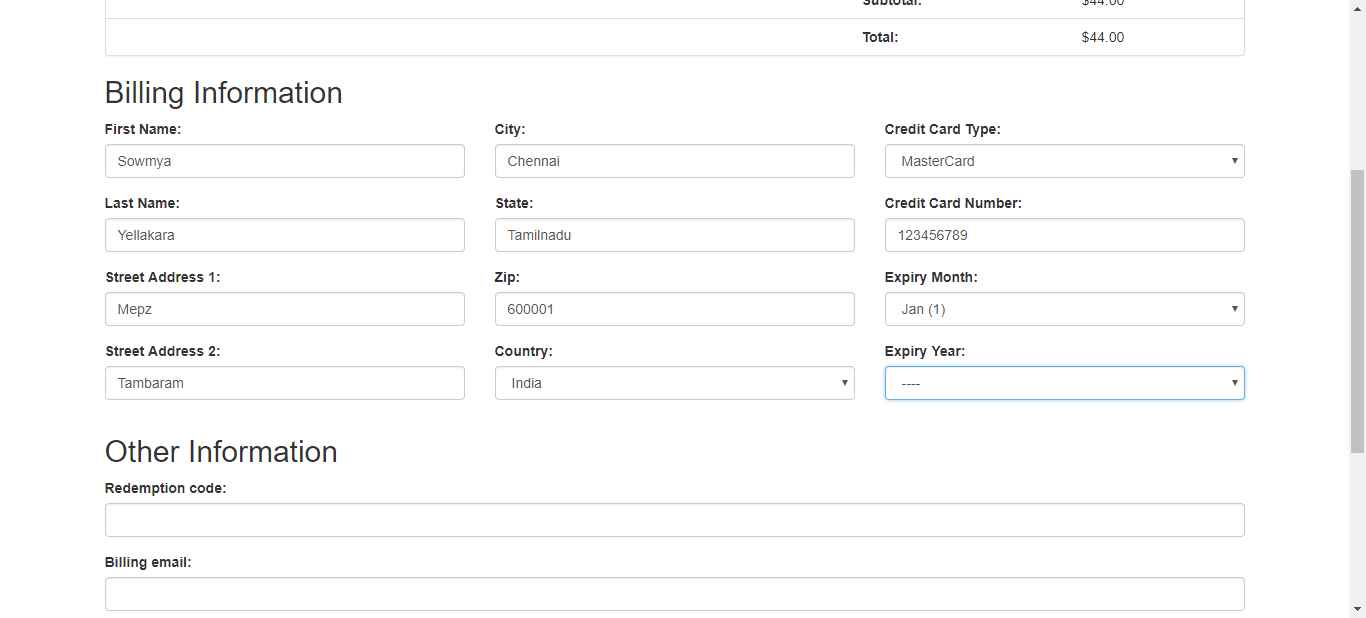 Subtotal: $44.00
Total: $44.00
Billing Information
First Name: City: Credit Card Type:
Sowmya Chennai MasterCard
Last Name: State: Credit Card Number:
Yellakara Tamilnadu 123456789
Street Address 1: Zip: Expiry Month:
Mepz 600001 Jan (1)
Street Address 2: Country: Expiry Year:
Tambaram India ----
Other Information
Redemption code:
Billing email: